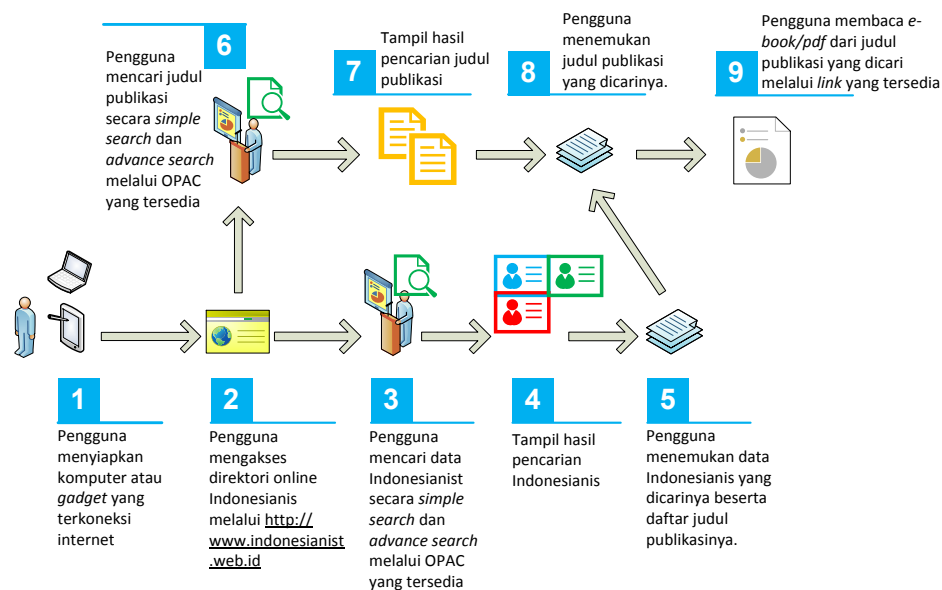 6
Pengguna
mencari judul
publikasi
secara simple
search dan
advance search
melalui OPAC
yang tersedia
7
Tampil hasil
pencarian judul
publikasi
8
Pengguna
menemukan
judul publikasi
yang dicarinya.
9
Pengguna membaca e-
book/pdf dari judul
publikasi yang dicari
melalui link yang tersedia
1
Pengguna
menyiapkan
komputer atau
gadget yang
terkoneksi
internet
2
Pengguna
mengakses
direktori online
Indonesianis
melalui http://
www.indonesianist
.web.id
3
Pengguna
mencari data
Indonesianist
secara simple
search dan
advance search
melalui OPAC
yang tersedia
4
Tampil hasil
pencarian
Indonesianis
5
Pengguna
menemukan data
Indonesianis yang
dicarinya beserta
daftar judul
publikasinya.